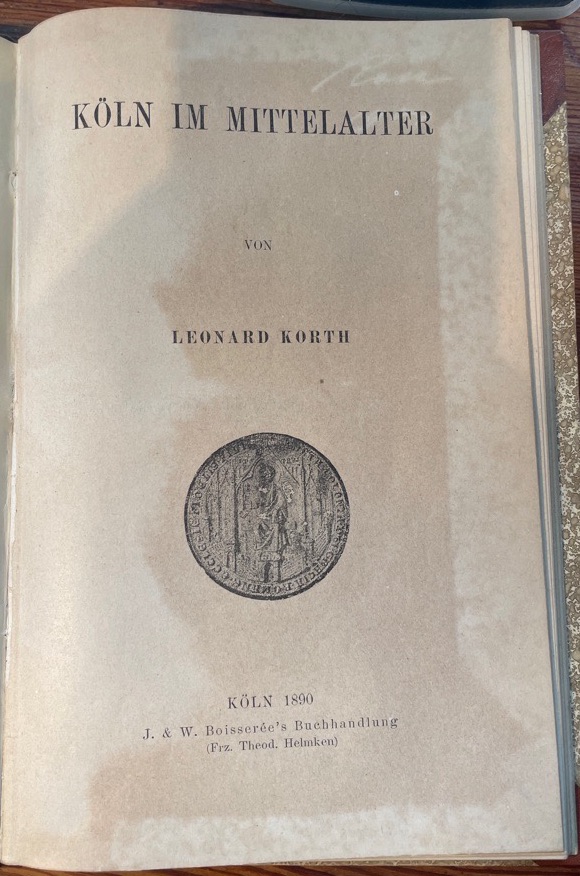 KÖLN IM MITTELALTER
VON
LEONARD KORTH
KÖLN 1890
J. & W. Boisserée's Buchhandlung
(Frz. Theod. Helmken)